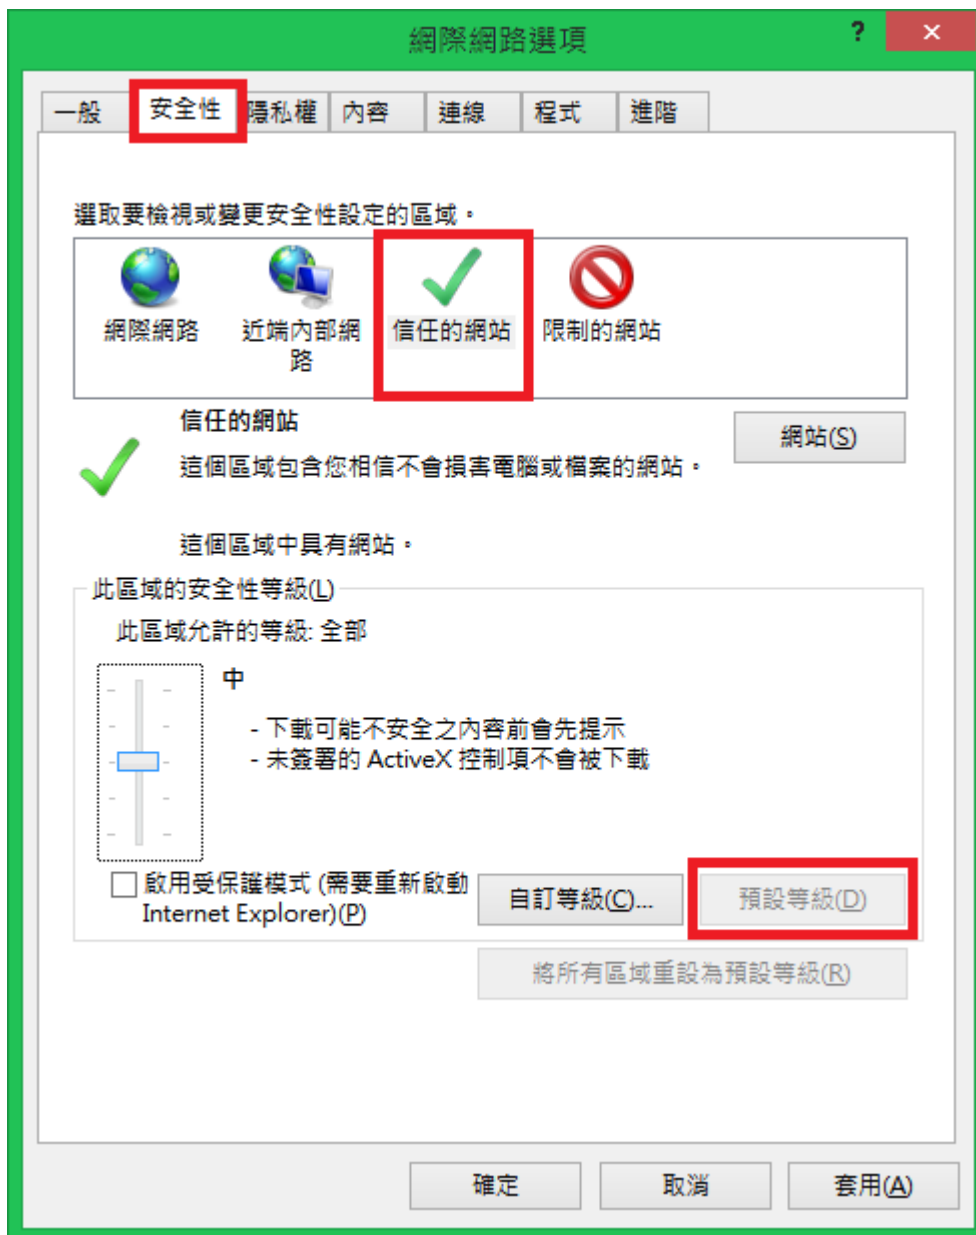 網際網路選項
?
一般 安全性 隱私權 內容 連線 程式 進階
選取要檢視或變更安全性設定的區域。
網際網路
近端內部網
路
信任的網站
限制的網站
信任的網站
網站(S)
這個區域包含您相信不會損害電腦或檔案的網站。
這個區域中具有網站。
此區域的安全性等級(L)
此區域允許的等級: 全部
中
- 下載可能不安全之內容前會先提示
- 未簽署的 ActiveX 控制項不會被下載
啟用受保護模式 (需要重新啟動
Internet Explorer)(P)
自訂等級(C)...
預設等級(D)
將所有區域重設為預設等級(R)
確定 取消 套用(A)